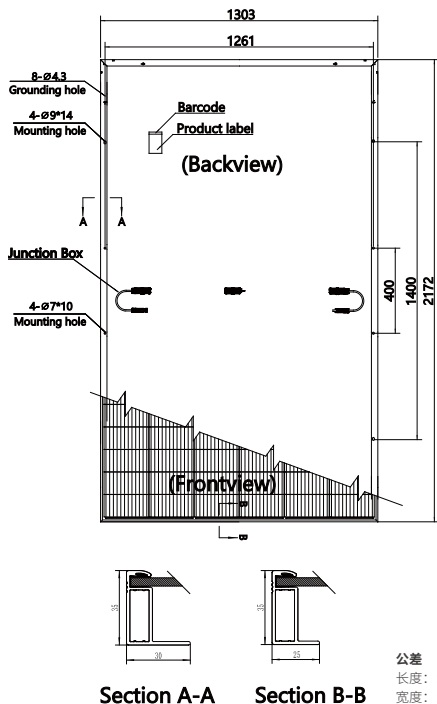 1303
1261
8-Ø4.3
Grounding hole
4-Ø9*14
Mounting hole
Barcode
Product label
(Backview)
A
A
Junction Box
4-Ø7*10
Mounting hole
400
1400
2172
(Frontview)
B
B
35
30
35
25
Section A-A
Section B-B
公差
长度：
宽度：